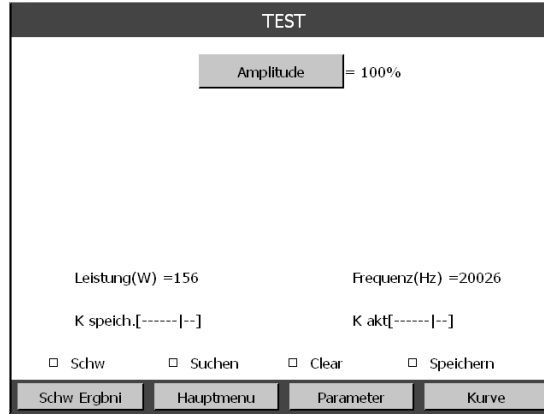 TEST
Amplitude = 100%
Leistung(W) =156 Frequenz(Hz) =20026
K speich.[------|--] K akt[------|--]
Schw Suchen Clear Speichern
Schw Ergbni Hauptmenu Parameter Kurve